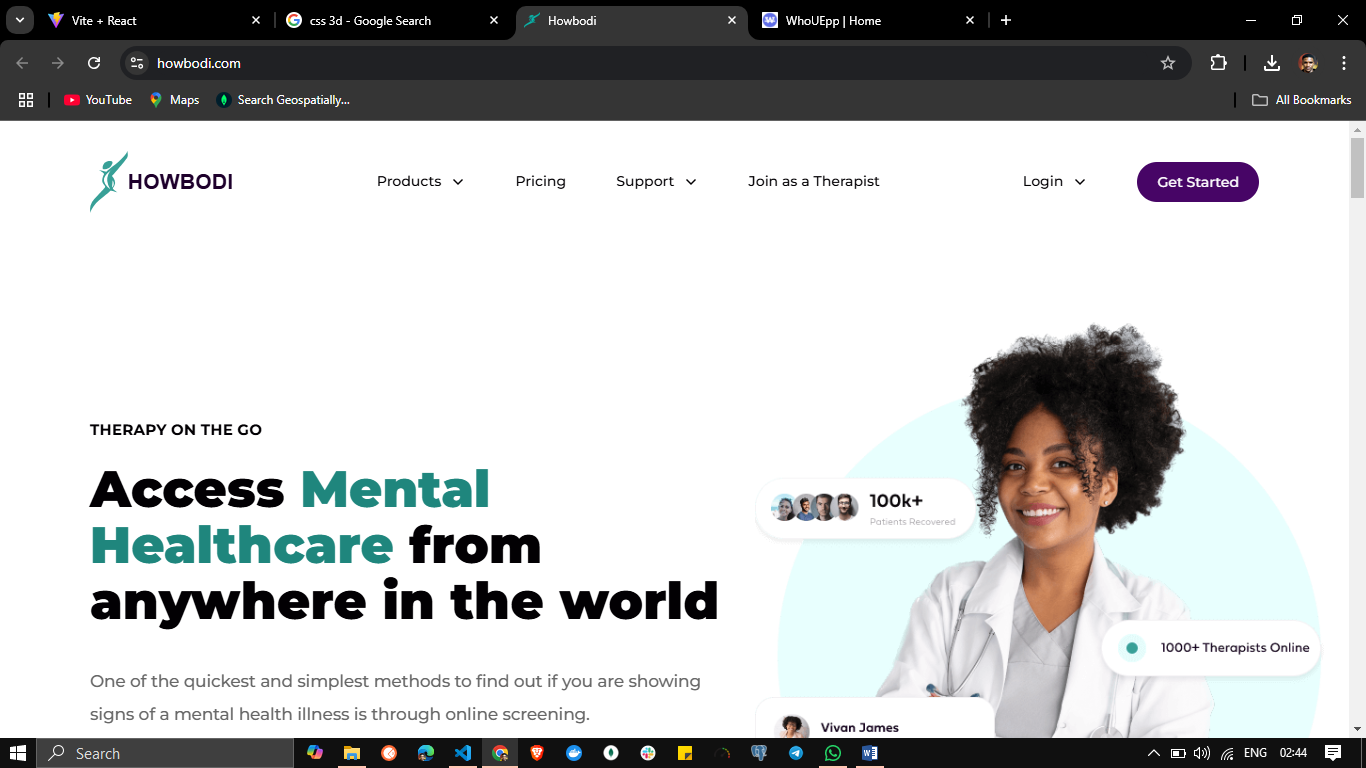 Vite + React
css 3d - Google Search
Howbodi
WhoUEpp | Home
howbodi.com
YouTube
Maps
Search Geospatially...
All Bookmarks
HOWBODI
Products
Pricing
Support
Join as a Therapist
Login
Get Started
THERAPY ON THE GO
Access Mental
Healthcare from
anywhere in the world
One of the quickest and simplest methods to find out if you are showing
signs of a mental health illness is through online screening.
100k+
Patients Recovered
1000+ Therapists Online
Vivan James
Search
ENG
02:44